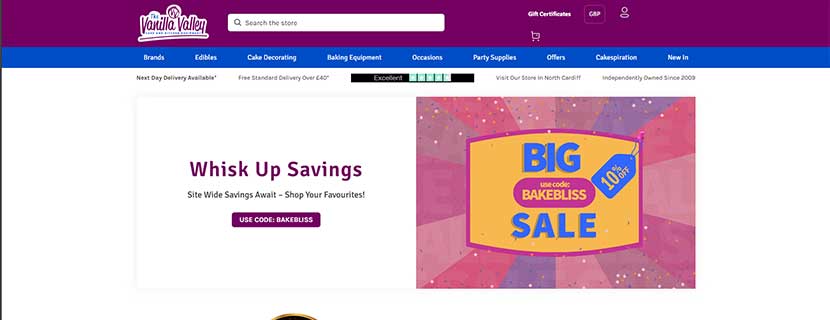 The
Vanilla Valley
CAKE AND KITCHEN EQUIPMENT
Search the store
Gift Certificates
GBP
Brands
Edibles
Cake Decorating
Baking Equipment
Occasions
Party Supplies
Offers
Cakespiration
New In
Next Day Delivery Available*
Free Standard Delivery Over £40*
Excellent
Visit Our Store In North Cardiff
Independently Owned Since 2009
Whisk Up Savings
Site Wide Savings Await – Shop Your Favourites!
USE CODE: BAKEBLISS
BIG
use code:
BAKEBLISS
10%
OFF
SALE